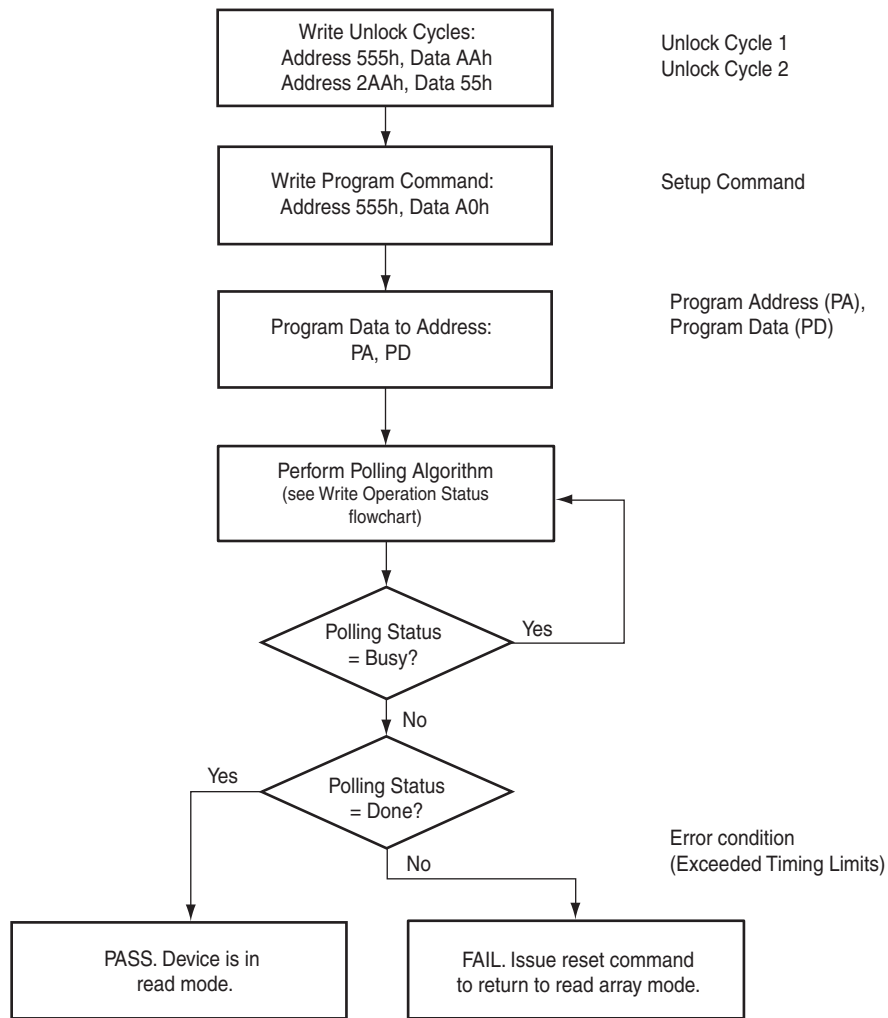 Write Unlock Cycles:
Address 555h, Data AAh
Address 2AAh, Data 55h
Unlock Cycle 1
Unlock Cycle 2
Write Program Command:
Address 555h, Data A0h
Setup Command
Program Data to Address:
PA, PD
Program Address (PA),
Program Data (PD)
Perform Polling Algorithm
(see Write Operation Status
flowchart)
Polling Status
= Busy?
Yes
No
Polling Status
= Done?
Yes
No
Error condition
(Exceeded Timing Limits)
PASS. Device is in
read mode.
FAIL. Issue reset command
to return to read array mode.